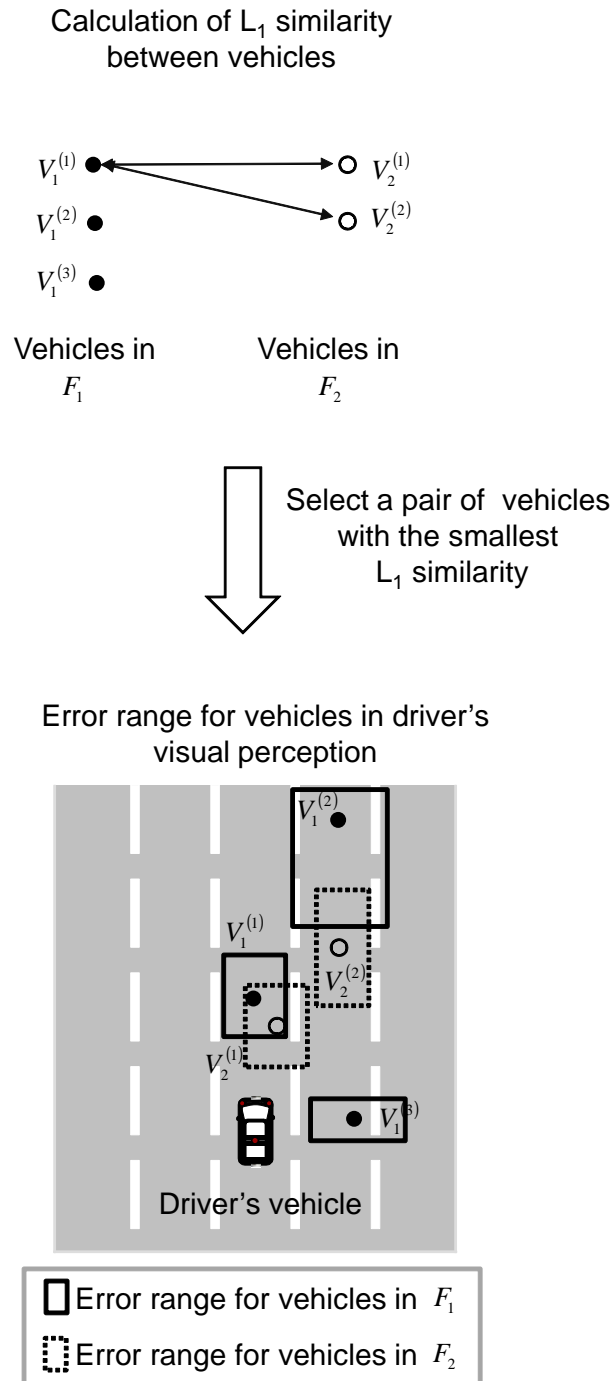 Calculation of L₁ similarity
between vehicles
V₁⁽¹⁾ V₂⁽¹⁾
V₁⁽²⁾ V₂⁽²⁾
V₁⁽³⁾
Vehicles in Vehicles in
F₁ F₂
Select a pair of vehicles
with the smallest
L₁ similarity
Error range for vehicles in driver's
visual perception
V₁⁽²⁾
V₁⁽¹⁾
V₂⁽²⁾
V₂⁽¹⁾
V₁⁽³⁾
Driver's vehicle
Error range for vehicles in F₁
Error range for vehicles in F₂